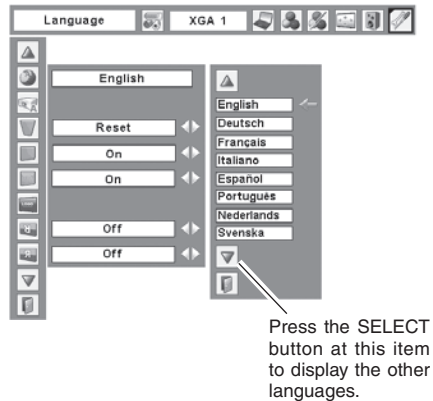 Language
XGA 1
English
Reset
On
On
Off
Off
English
Deutsch
Français
Italiano
Español
Português
Nederlands
Svenska
Press the SELECT
button at this item
to display the other
languages.